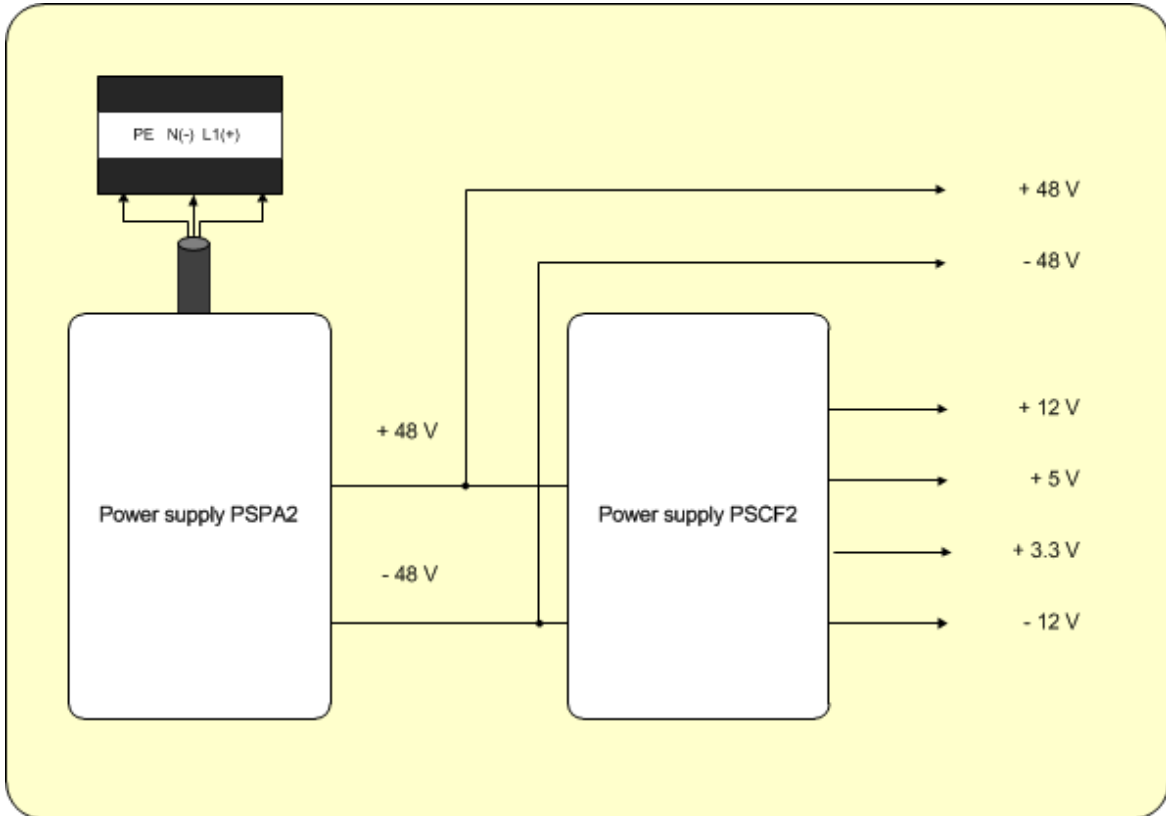 PE N(-) L1(+)
+ 48 V
- 48 V
+ 12 V
+ 48 V
+ 5 V
Power supply PSPA2
Power supply PSCF2
+ 3.3 V
- 48 V
- 12 V